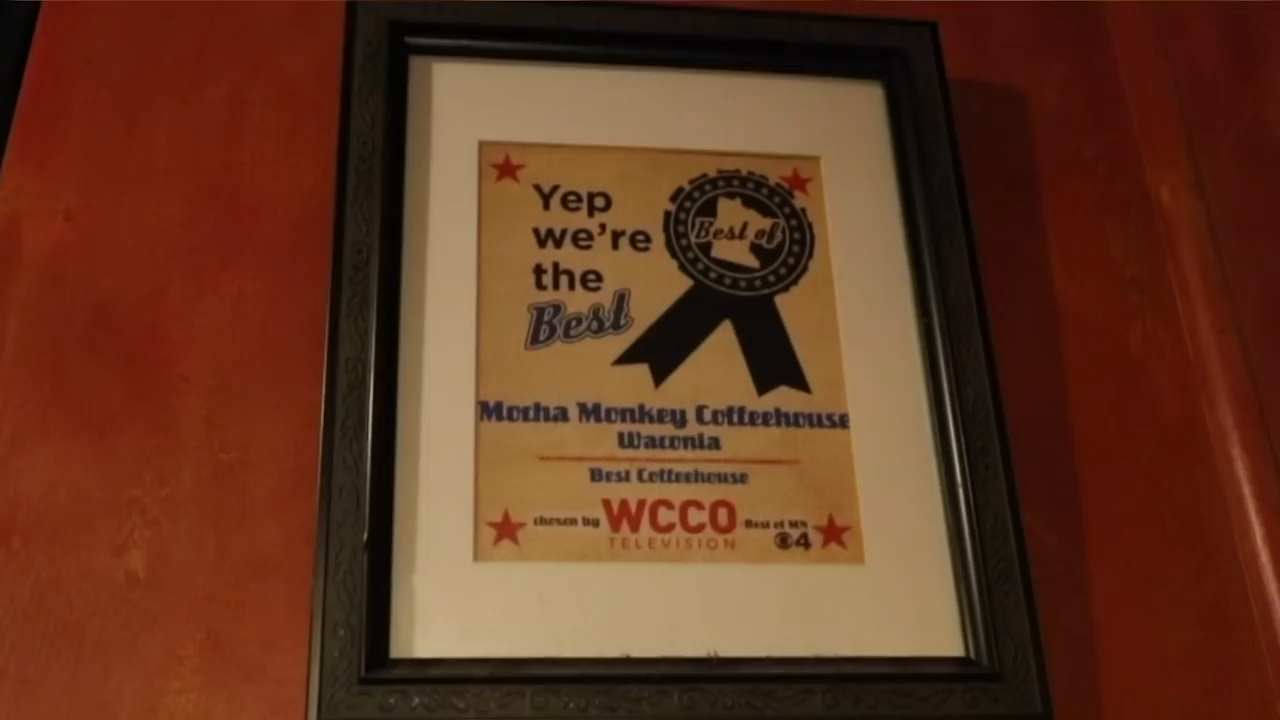 Yep
we're
the
Best
Best of
Mocha Monkey Coffeehouse
Waconia
Best Coffeehouse
chosen by WCCO Best of MN
TELEVISION 4